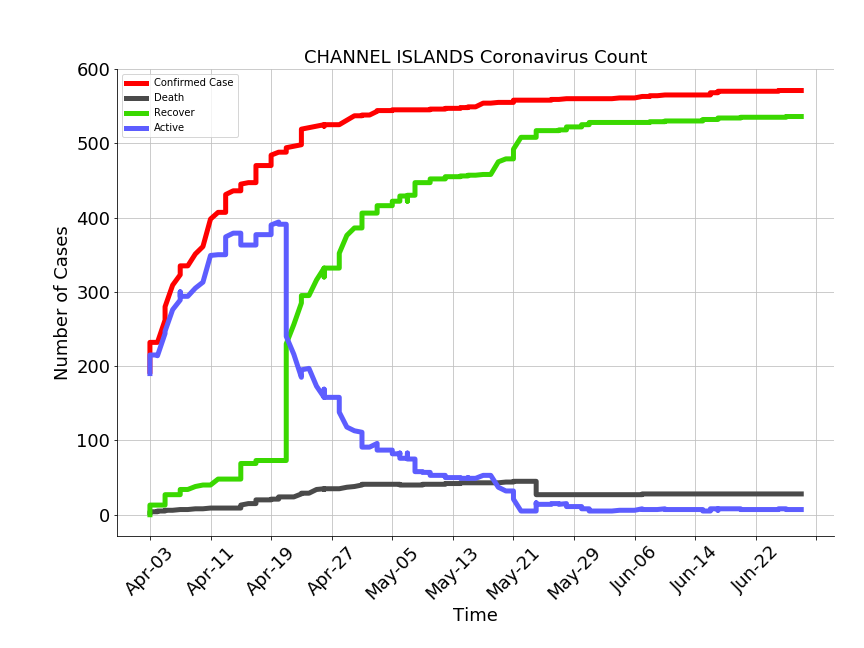 CHANNEL ISLANDS Coronavirus Count
Confirmed Case
Death
Recover
Active
Number of Cases
600
500
400
300
200
100
0
Apr-03
Apr-11
Apr-19
Apr-27
May-05
May-13
May-21
May-29
Jun-06
Jun-14
Jun-22
Time